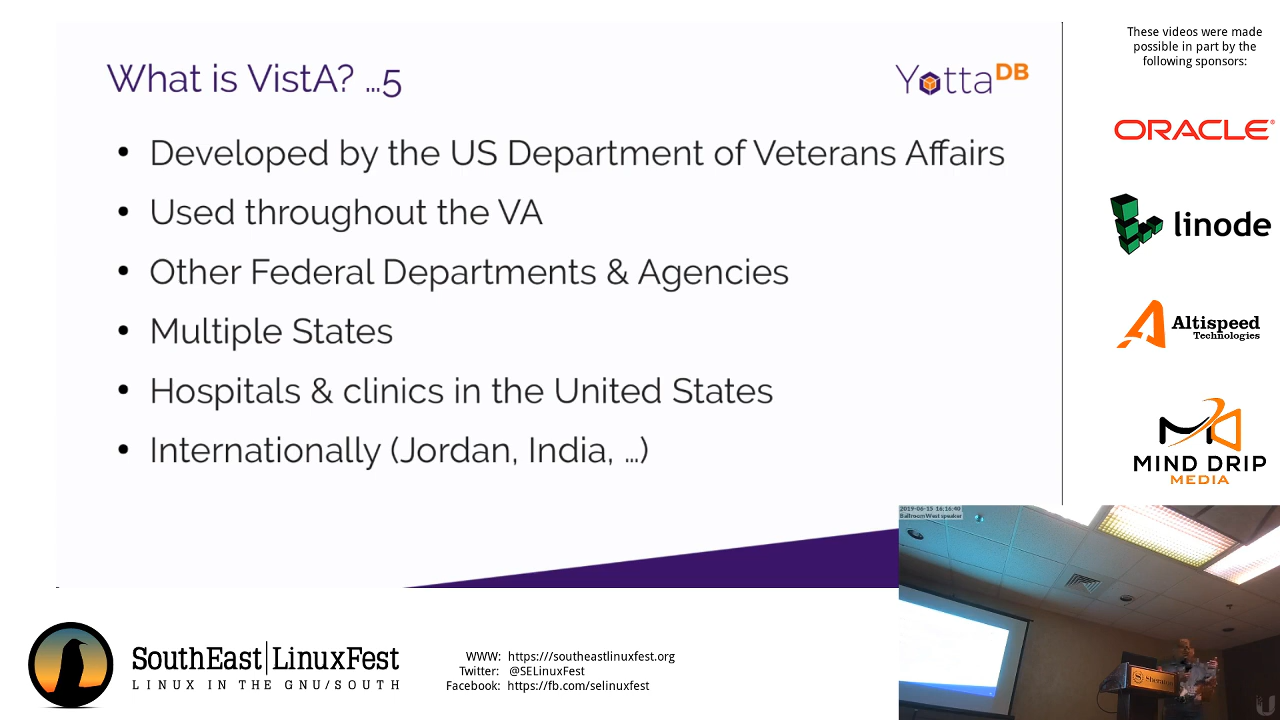 What is VistA? ...5
YottaDB
• Developed by the US Department of Veterans Affairs
• Used throughout the VA
• Other Federal Departments & Agencies
• Multiple States
• Hospitals & clinics in the United States
• Internationally (Jordan, India, ...)
These videos were made
possible in part by the
following sponsors:
ORACLE®
linode
Altispeed
Technologies
MIND DRIP
MEDIA
2019-06-15 16:16:40
Ballroom West speaker
Sheraton
SouthEast|LinuxFest
LINUX IN THE GNU/SOUTH
WWW: https://southeastlinuxfest.org
Twitter: @SELinuxFest
Facebook: https://fb.com/selinuxfest